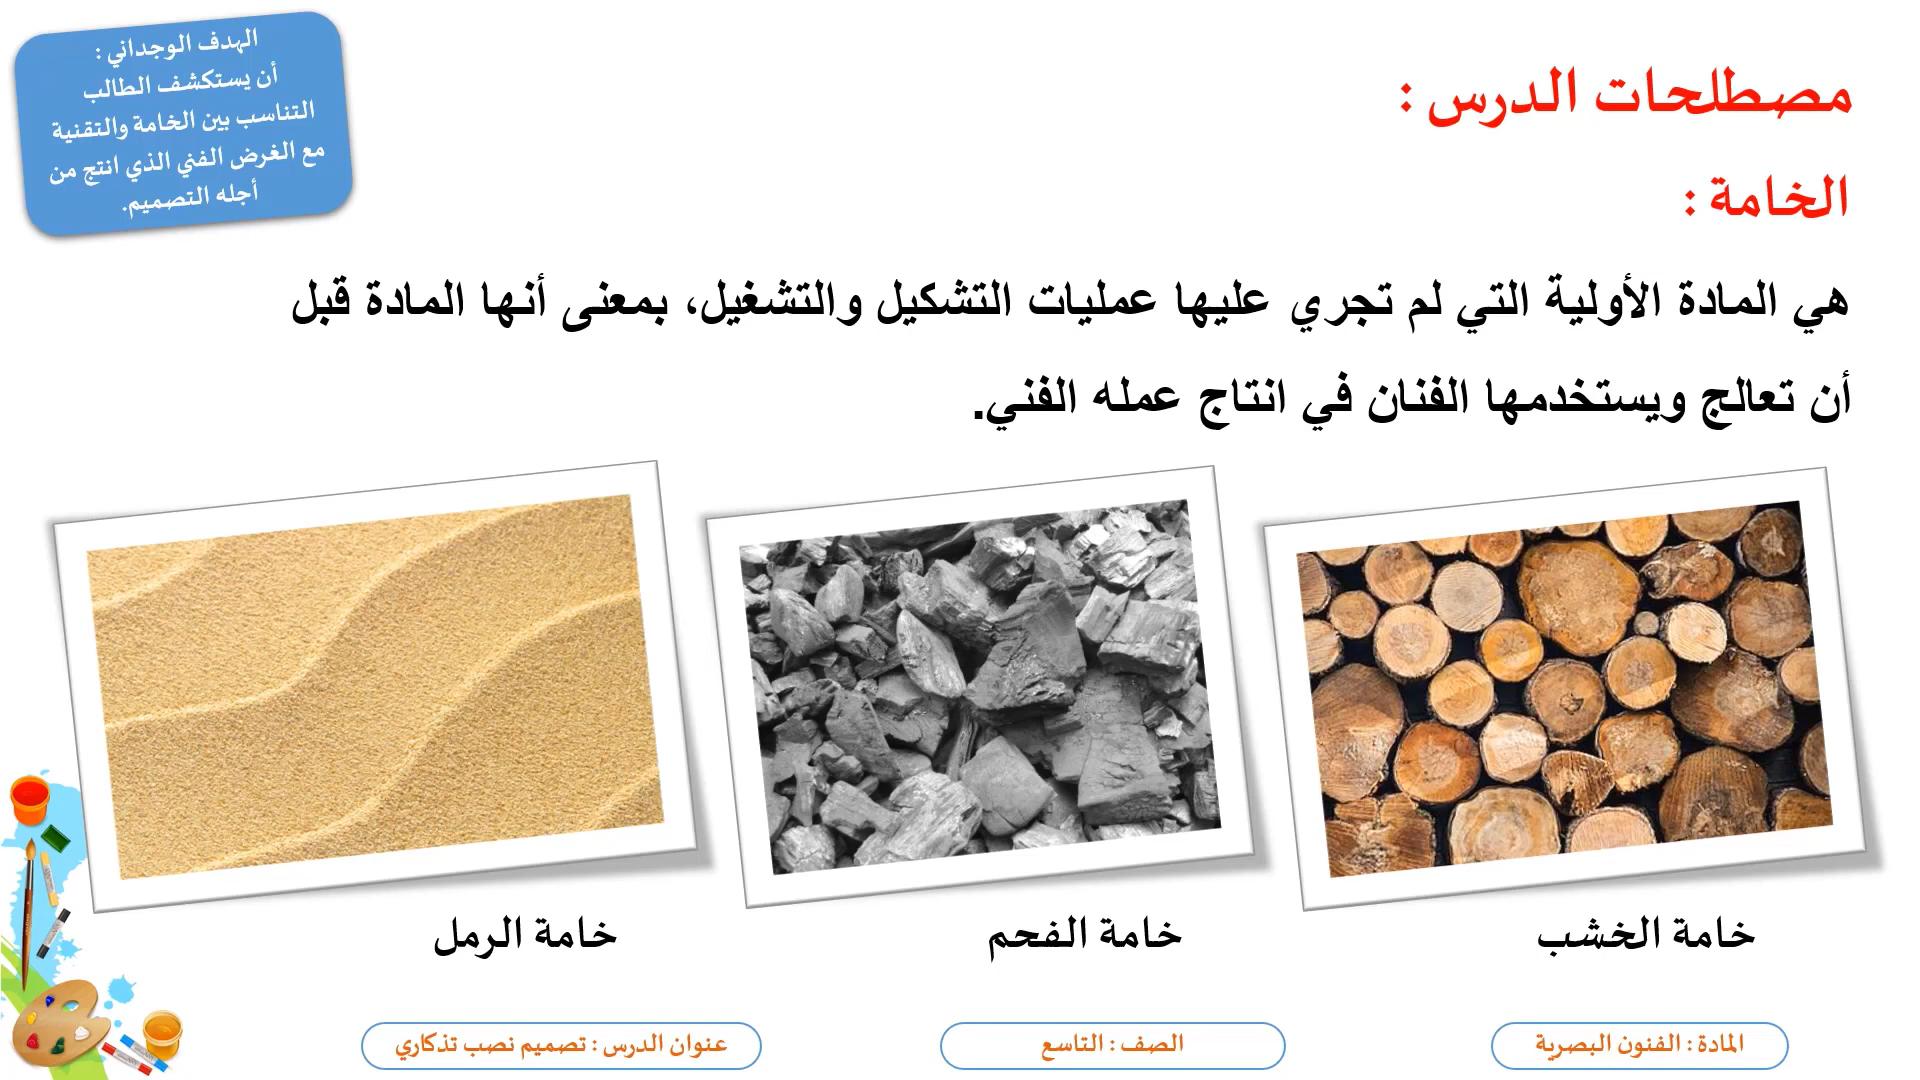 الهدف الوجداني :
أن يستكشف الطالب
التناسب بين الخامة والتقنية
مع الغرض الفني الذي انتج من
أجله التصميم.
مصطلحات الدرس :
الخامة :
هي المادة الأولية التي لم تجري عليها عمليات التشكيل والتشغيل، بمعنى أنها المادة قبل
أن تعالج ويستخدمها الفنان في انتاج عمله الفني.
خامة الخشب
خامة الفحم
خامة الرمل
المادة : الفنون البصرية
الصف : التاسع
عنوان الدرس : تصميم نصب تذكاري